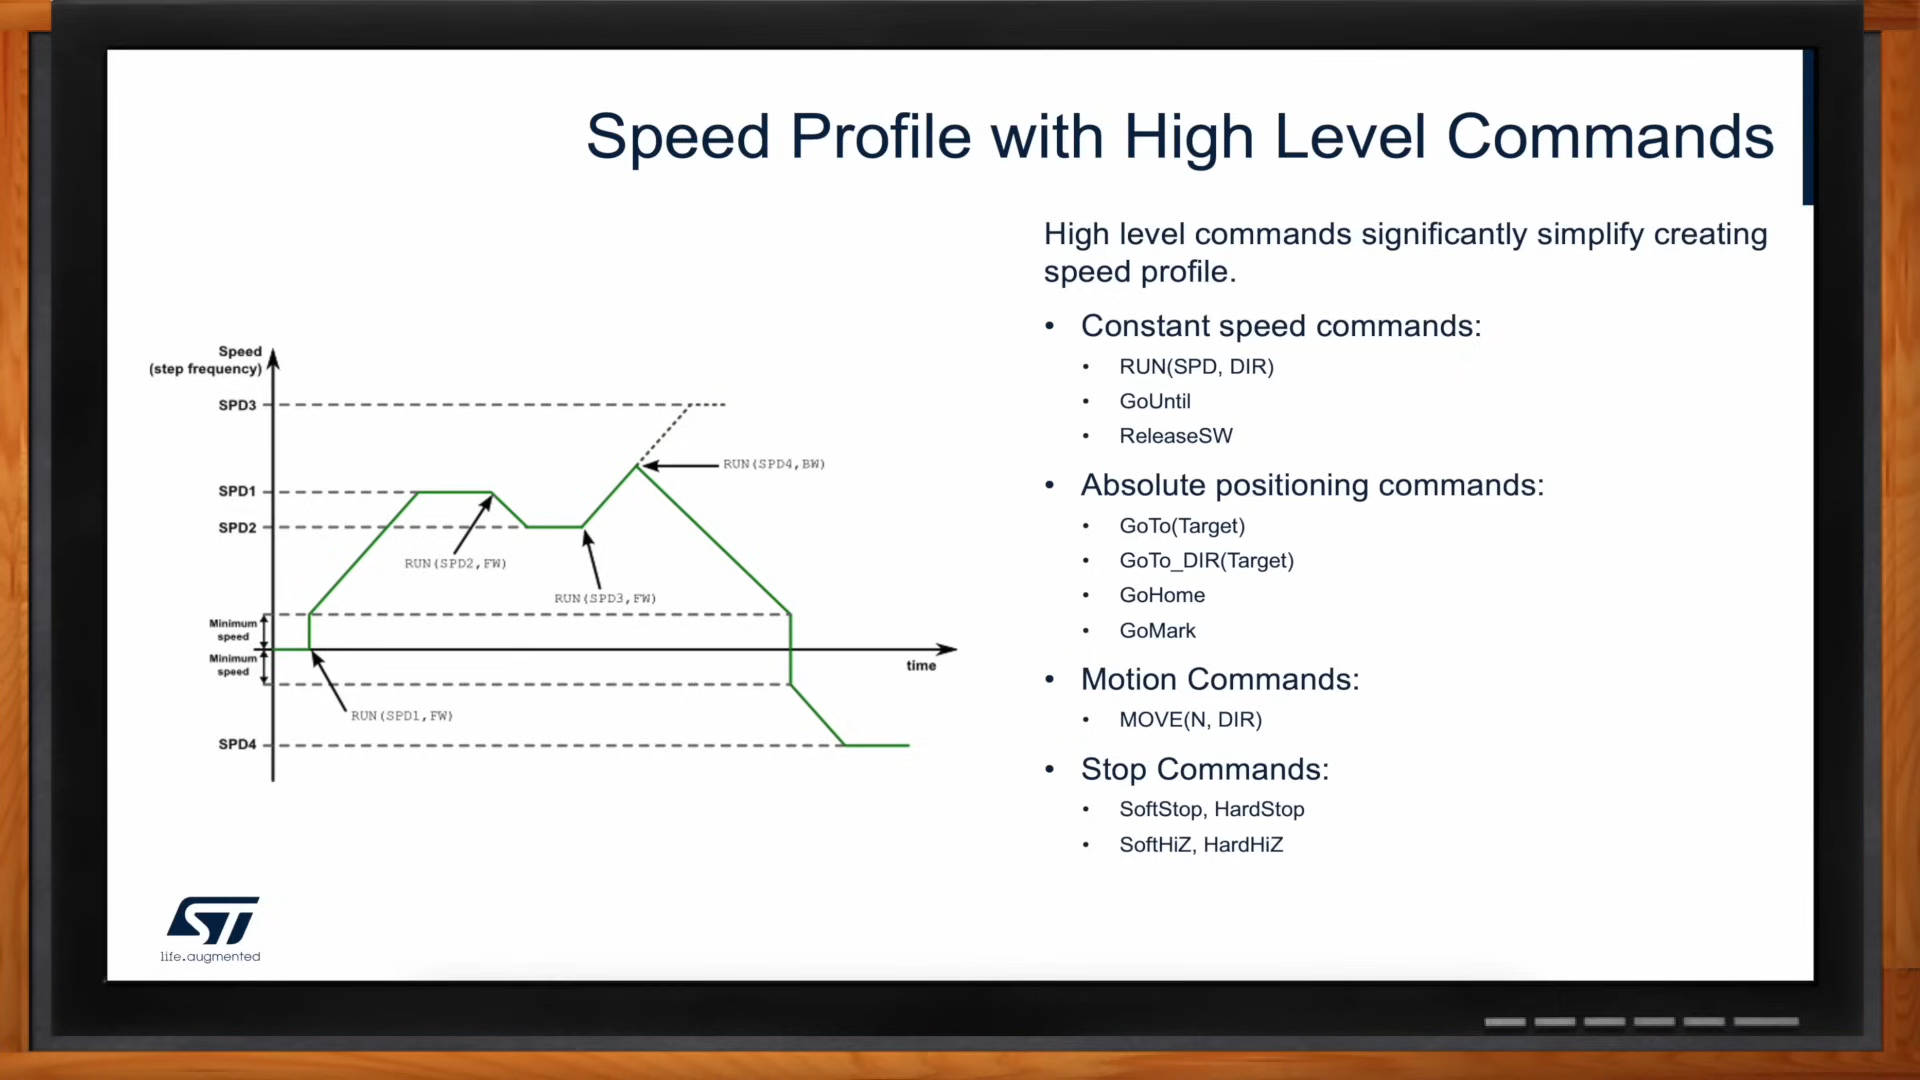 Speed Profile with High Level Commands
High level commands significantly simplify creating
speed profile.
• Constant speed commands:
• RUN(SPD, DIR)
• GoUntil
• ReleaseSW
• Absolute positioning commands:
• GoTo(Target)
• GoTo_DIR(Target)
• GoHome
• GoMark
• Motion Commands:
• MOVE(N, DIR)
• Stop Commands:
• SoftStop, HardStop
• SoftHiZ, HardHiZ
Speed
(step frequency)
SPD3
RUN(SPD4,BW)
SPD1
SPD2
RUN(SPD2,FW)
RUN(SPD3,FW)
Minimum
speed
Minimum
speed
time
RUN(SPD1,FW)
SPD4
ST
life.augmented